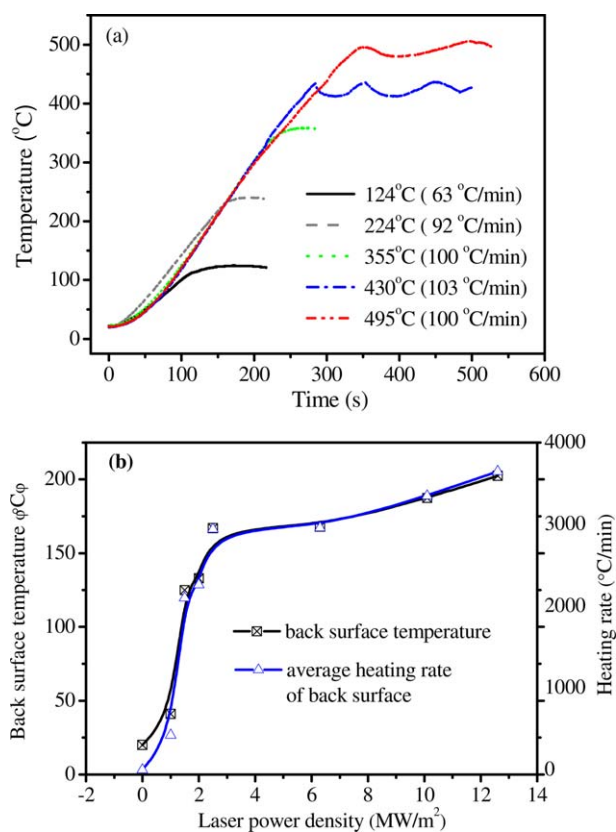 (a)
500
400
300
200
100
0
Temperature (°C)
124°C ( 63 °C/min)
224°C ( 92 °C/min)
355°C (100 °C/min)
430°C (103 °C/min)
495°C (100 °C/min)
0 100 200 300 400 500 600
Time (s)
(b)
200
150
100
50
0
Back surface temperature φCφ
4000
3000
2000
1000
0
Heating rate (°C/min)
back surface temperature
average heating rate
of back surface
-2 0 2 4 6 8 10 12 14
Laser power density (MW/m²)